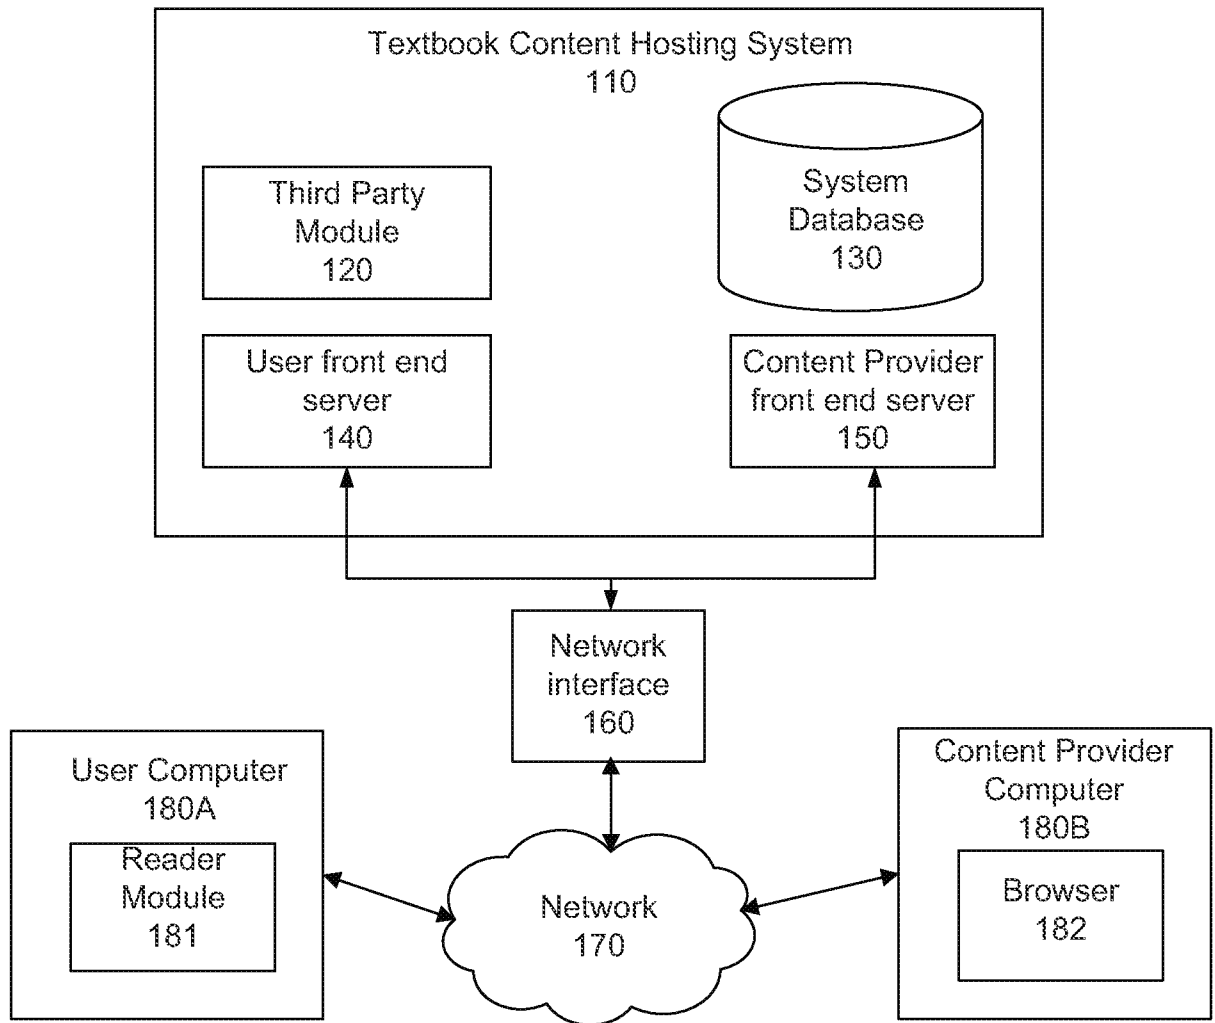 Textbook Content Hosting System
110
Third Party
Module
120
System
Database
130
User front end
server
140
Content Provider
front end server
150
Network
interface
160
User Computer
180A
Reader
Module
181
Network
170
Content Provider
Computer
180B
Browser
182